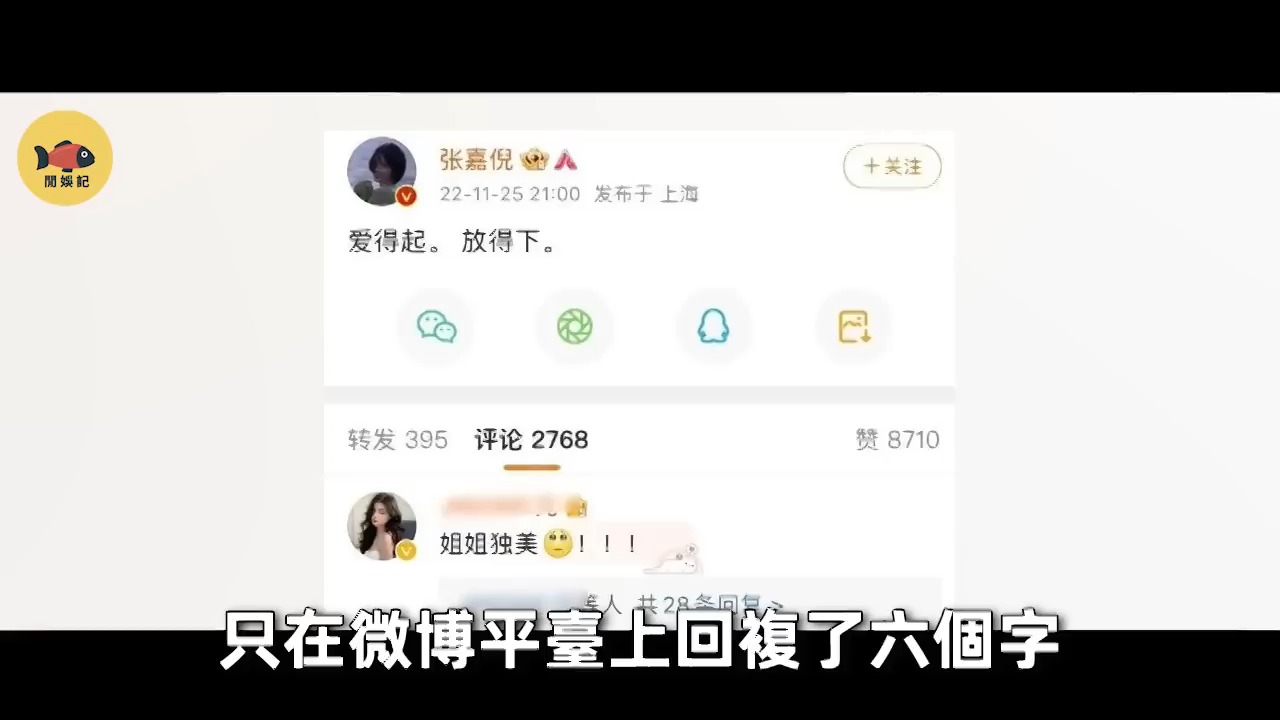 閒娛記
张嘉倪
22-11-25 21:00 发布于 上海
+关注
爱得起。 放得下。
转发 395 评论 2768 赞 8710
姐姐独美🥺！！！
等人 共28条回复 >
只在微博平臺上回複了六個字